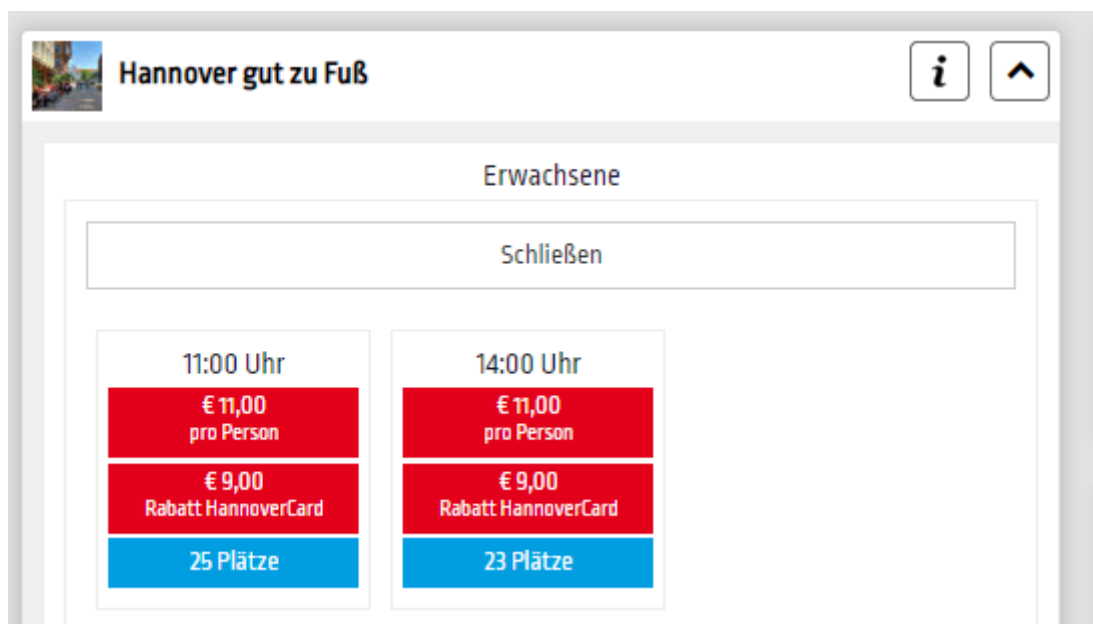 Hannover gut zu Fuß
i
Erwachsene
Schließen
11:00 Uhr
€ 11,00
pro Person
€ 9,00
Rabatt HannoverCard
25 Plätze
14:00 Uhr
€ 11,00
pro Person
€ 9,00
Rabatt HannoverCard
23 Plätze